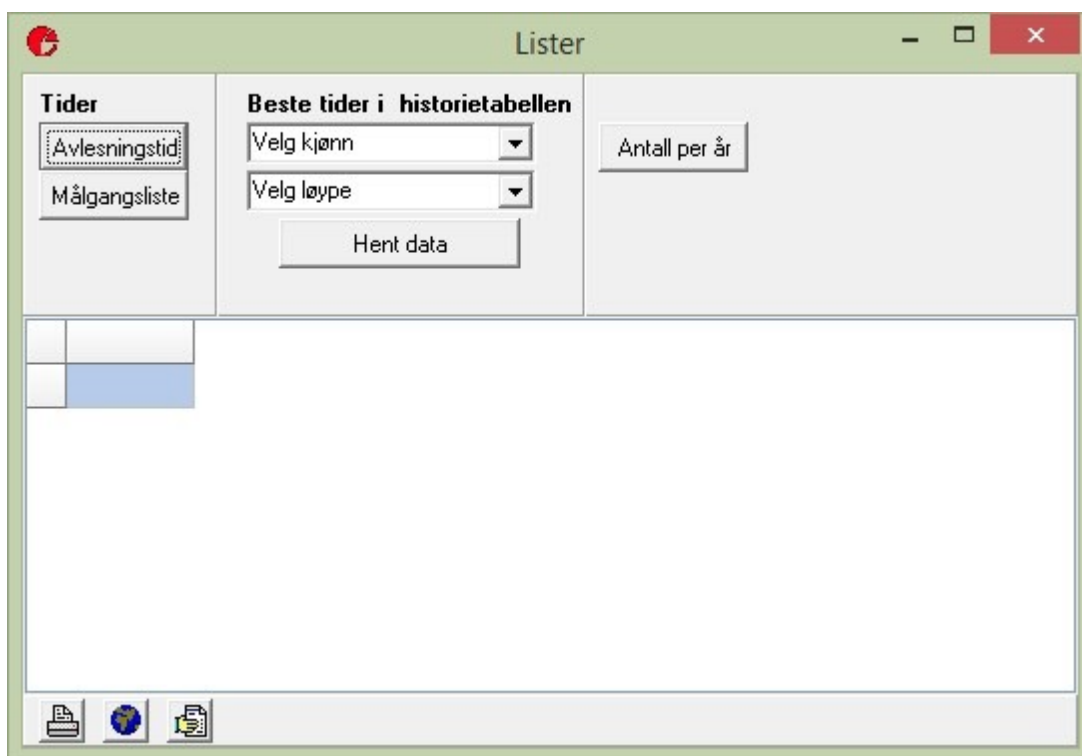 Lister
Tider
Avlesningstid
Målgangsliste
Beste tider i historietabellen
Velg kjønn
Velg løype
Hent data
Antall per år